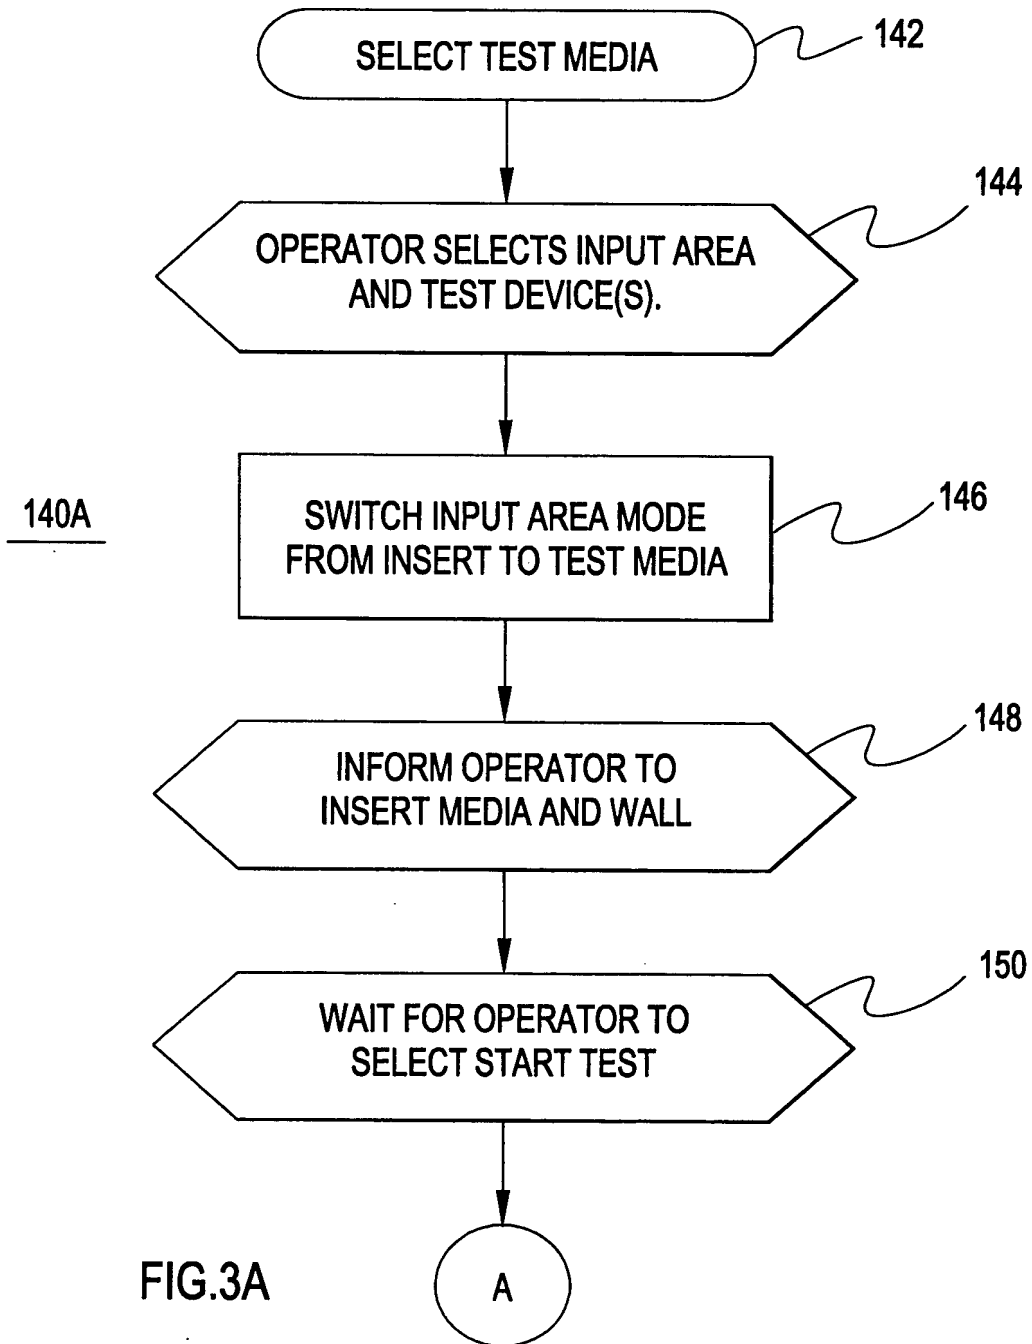 SELECT TEST MEDIA
142
OPERATOR SELECTS INPUT AREA
AND TEST DEVICE(S).
144
140A
SWITCH INPUT AREA MODE
FROM INSERT TO TEST MEDIA
146
INFORM OPERATOR TO
INSERT MEDIA AND WALL
148
WAIT FOR OPERATOR TO
SELECT START TEST
150
FIG.3A
A